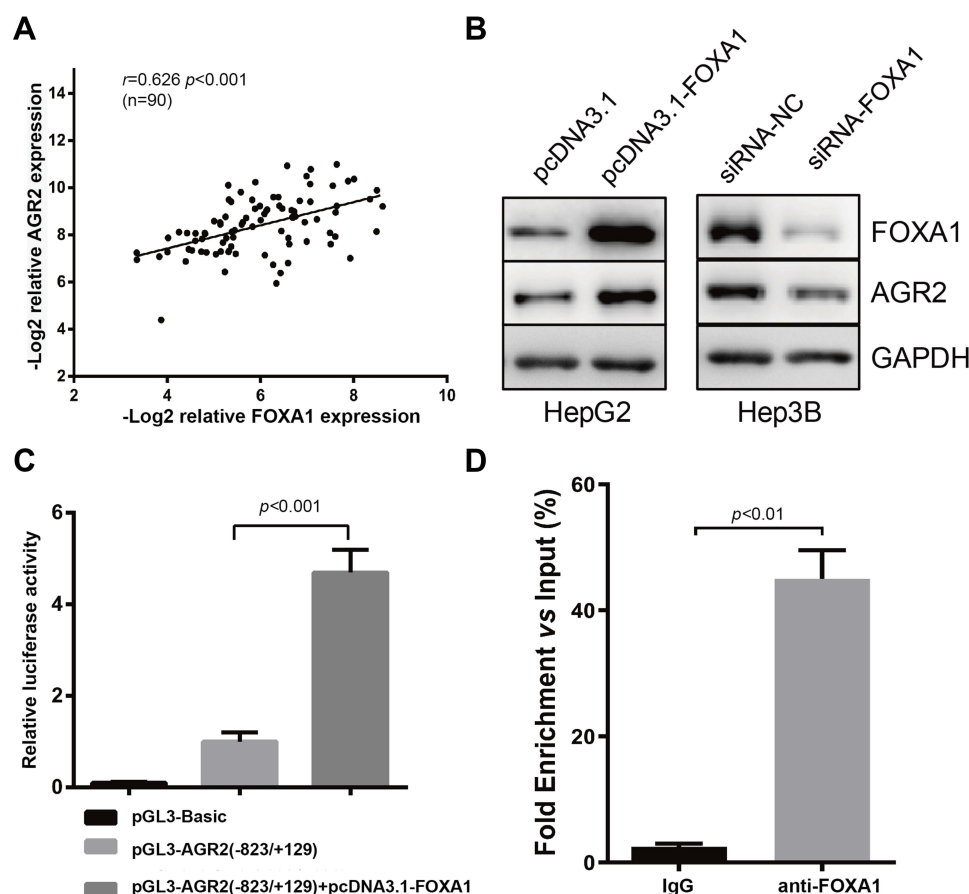 A
r=0.626 p<0.001
(n=90)
-Log2 relative AGR2 expression
14
12
10
8
6
4
2
2 4 6 8 10
-Log2 relative FOXA1 expression
B
pcDNA3.1
pcDNA3.1-FOXA1
siRNA-NC
siRNA-FOXA1
FOXA1
AGR2
GAPDH
HepG2
Hep3B
C
Relative luciferase activity
6
4
2
0
p<0.001
pGL3-Basic
pGL3-AGR2(-823/+129)
pGL3-AGR2(-823/+129)+pcDNA3.1-FOXA1
D
Fold Enrichment vs Input (%)
60
40
20
0
p<0.01
IgG
anti-FOXA1